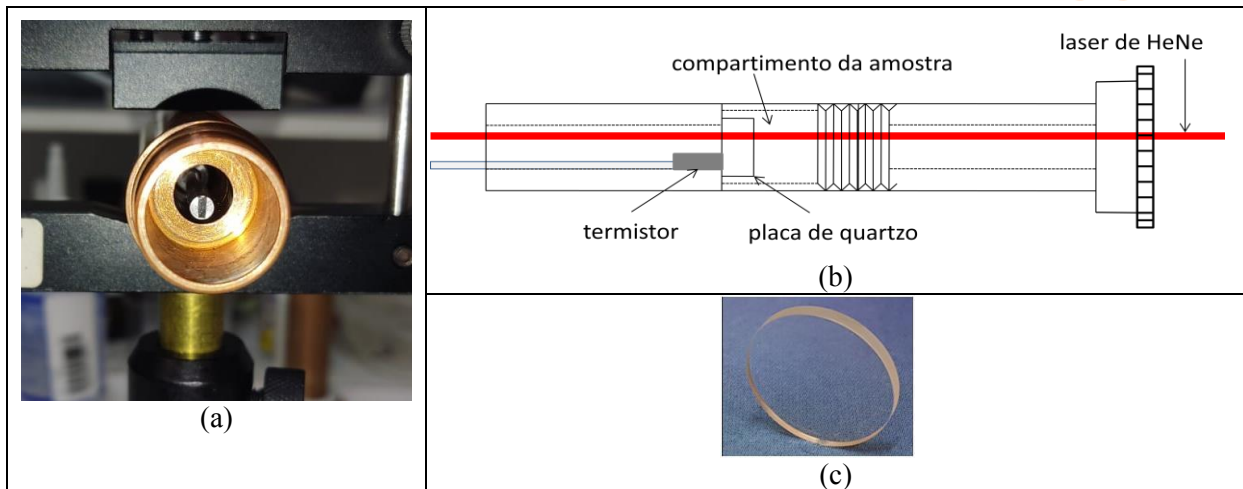 laser de HeNe
compartimento da amostra
termistor
placa de quartzo
(b)
(a)
(c)